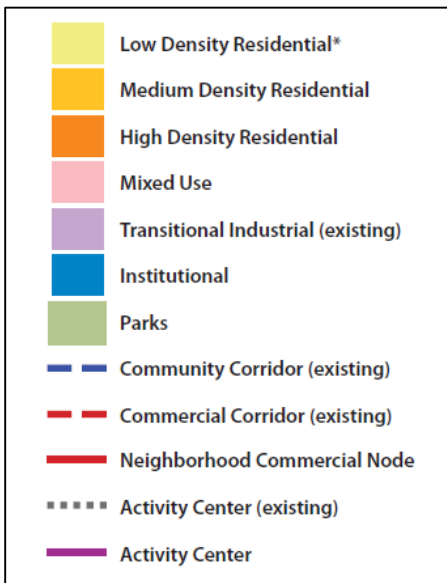 Low Density Residential*
Medium Density Residential
High Density Residential
Mixed Use
Transitional Industrial (existing)
Institutional
Parks
Community Corridor (existing)
Commercial Corridor (existing)
Neighborhood Commercial Node
Activity Center (existing)
Activity Center